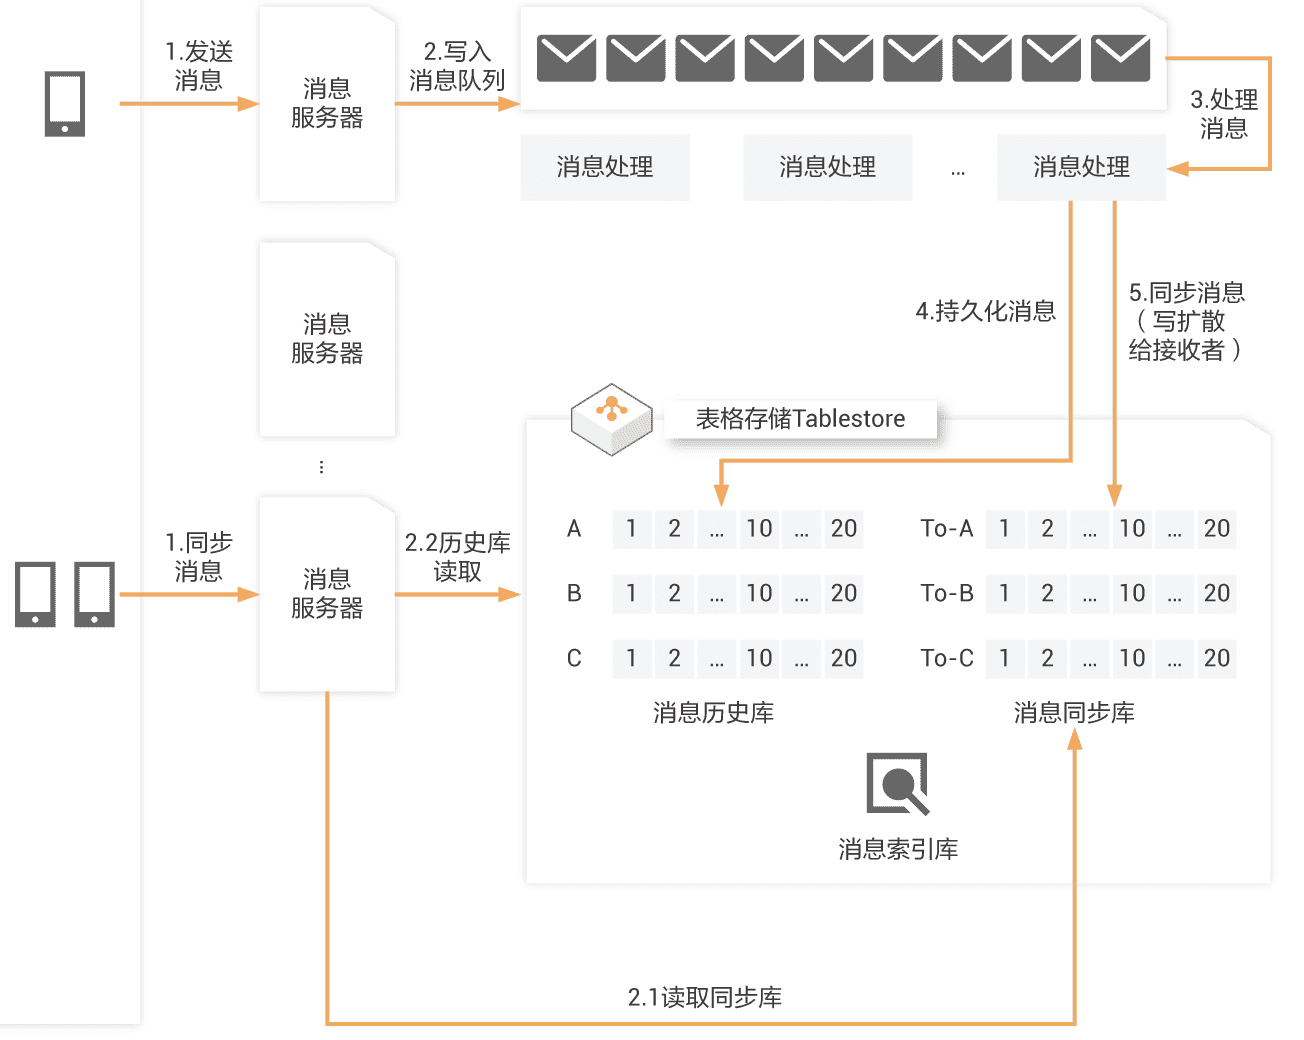 1.发送
消息
消息
服务器
2.写入
消息队列
3.处理
消息
消息处理
消息处理
...
消息处理
消息
服务器
4.持久化消息
5.同步消息
（写扩散
给接收者）
...
表格存储Tablestore
1.同步
消息
消息
服务器
2.2历史库
读取
A 1 2 ... 10 ... 20
B 1 2 ... 10 ... 20
C 1 2 ... 10 ... 20
消息历史库
To-A 1 2 ... 10 ... 20
To-B 1 2 ... 10 ... 20
To-C 1 2 ... 10 ... 20
消息同步库
消息索引库
2.1读取同步库